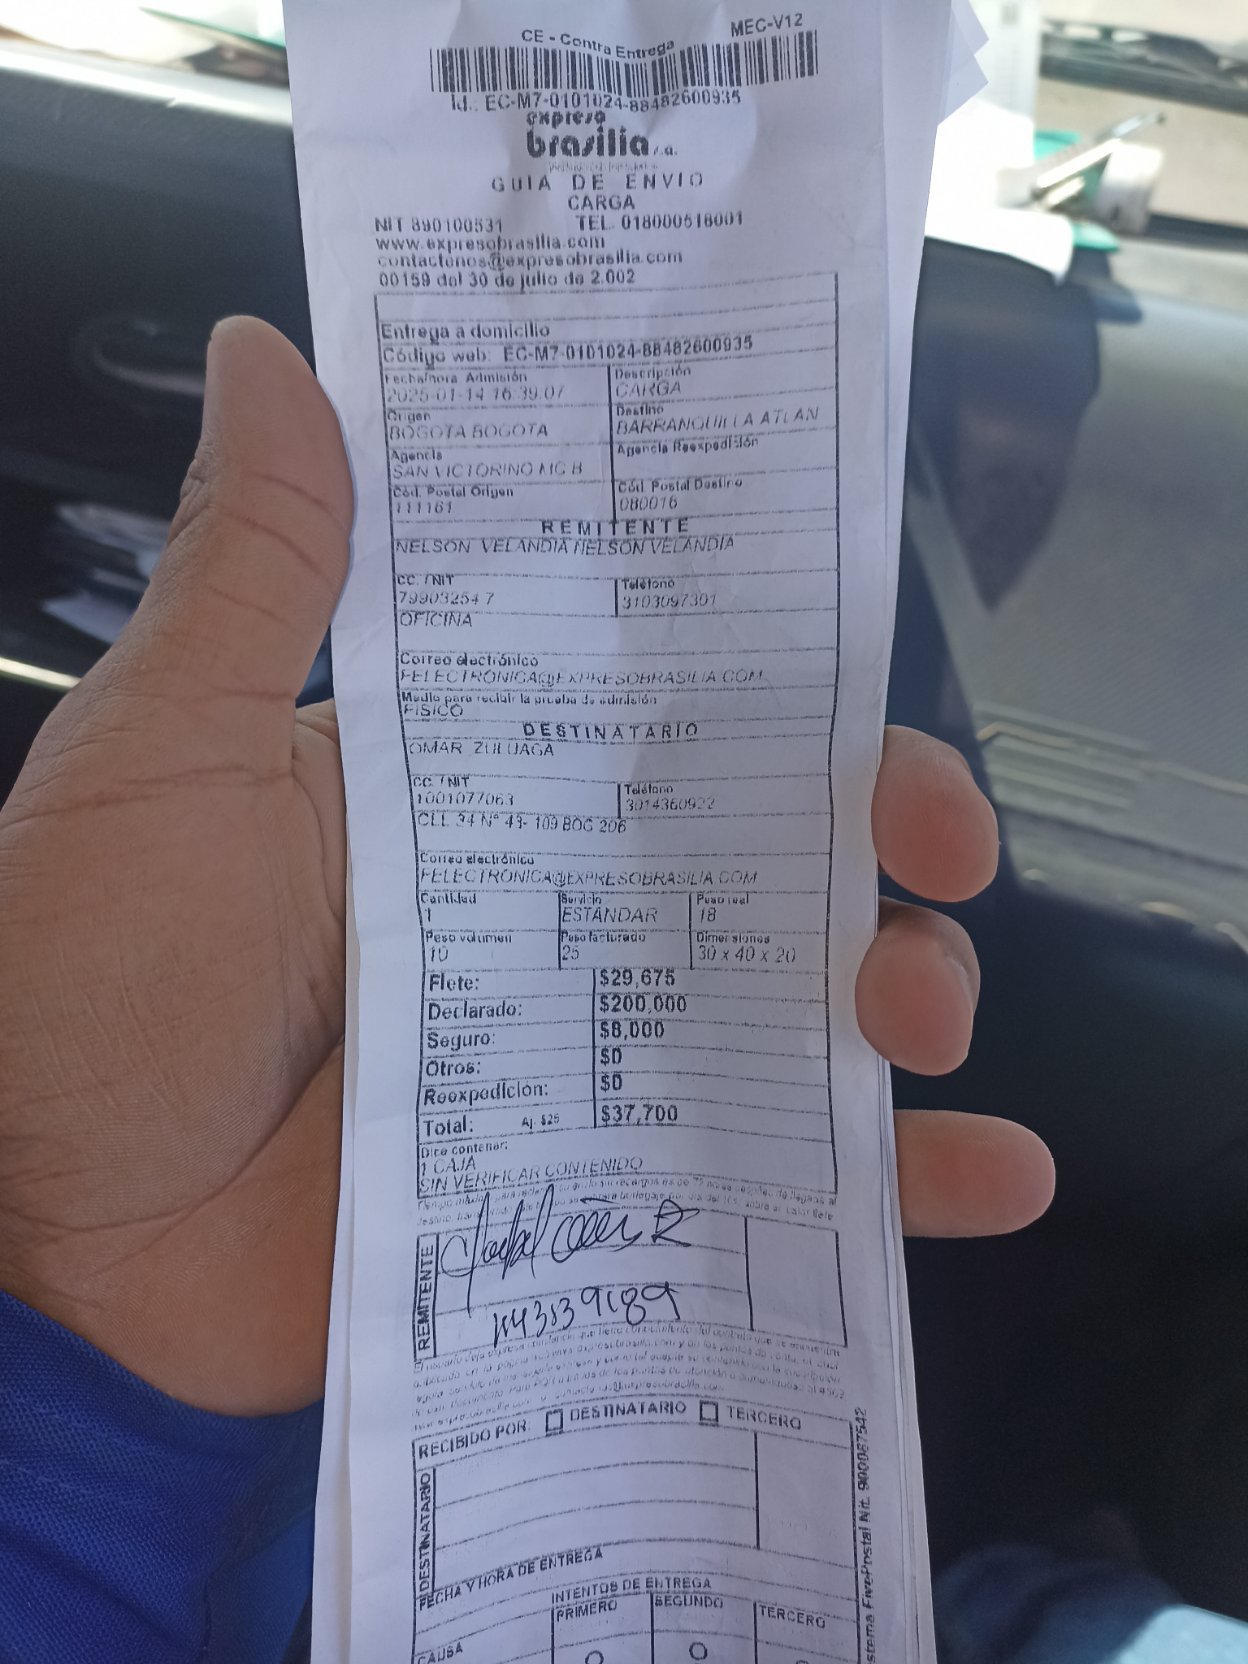 CE - Contra Entrega MEC-V12
Id.: EC-M7-0101024-88482600935
expreso
brasilia s.a.
GUIA DE ENVIO
CARGA
NIT 890100531 TEL. 018000518001
www.expresobrasilia.com
contactenos@expresobrasilia.com
00159 del 30 de julio de 2.002
Entrega a domicilio
Código web: EC-M7-0101024-88482600935
Fecha/hora Admisión Descripción
2025-01-14 16:39:07 CARGA
Origen Destino
BOGOTA BOGOTA BARRANQUILLA ATLAN
Agencia Agencia Reexpedición
SAN VICTORINO MG B
Cód. Postal Origen Cód. Postal Destino
111161 080016
REMITENTE
NELSON VELANDIA NELSON VELANDIA
CC. / NIT Teléfono
79903254 7 3103097301
OFICINA
Correo electrónico
FELECTRONICA@EXPRESOBRASILIA.COM
Medio para recibir la prueba de admisión
FISICO
DESTINATARIO
OMAR ZULUAGA
CC. / NIT Teléfono
1001077063 3014360922
CLL 34 N° 43- 109 BOG 206
Correo electrónico
FELECTRONICA@EXPRESOBRASILIA.COM
Cantidad Servicio Peso real
1 ESTANDAR 18
Peso volumen Peso facturado Dimensiones
10 25 30 x 40 x 20
Flete: $29,675
Declarado: $200,000
Seguro: $8,000
Otros: $0
Reexpedición: $0
Total: Aj. $25 $37,700
Dice contener:
1 CAJA
SIN VERIFICAR CONTENIDO
REMITENTE
RECIBIDO POR: DESTINATARIO TERCERO
DESTINATARIO
FECHA Y HORA DE ENTREGA
INTENTOS DE ENTREGA
PRIMERO SEGUNDO TERCERO
CAUSA
stema FivePostal Nit. 900087542